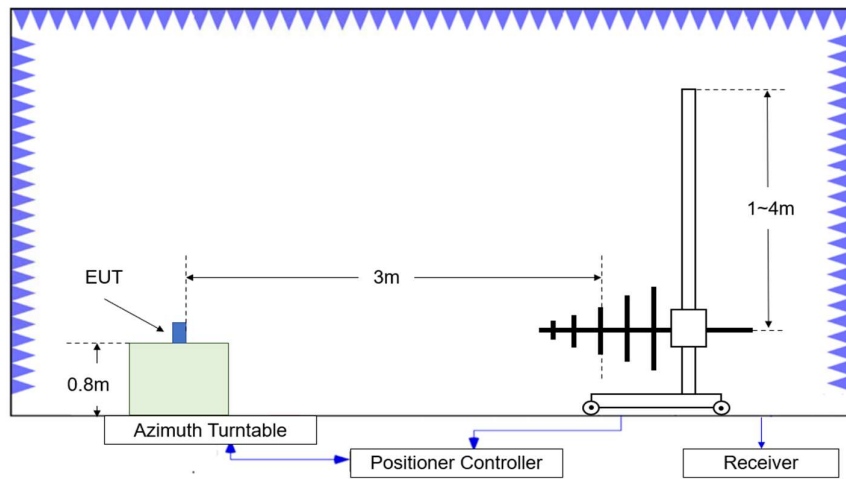 1~4m
3m
EUT
0.8m
Azimuth Turntable
Positioner Controller
Receiver